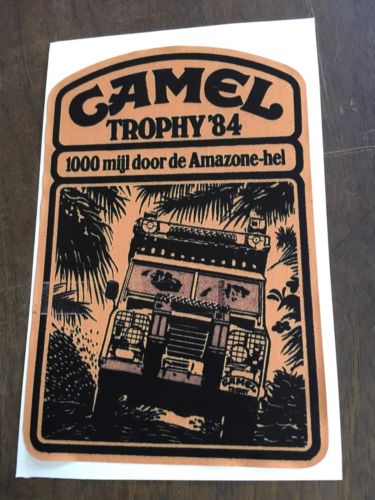 CAMEL
TROPHY '84
1000 mijl door de Amazone-hel
CAMEL